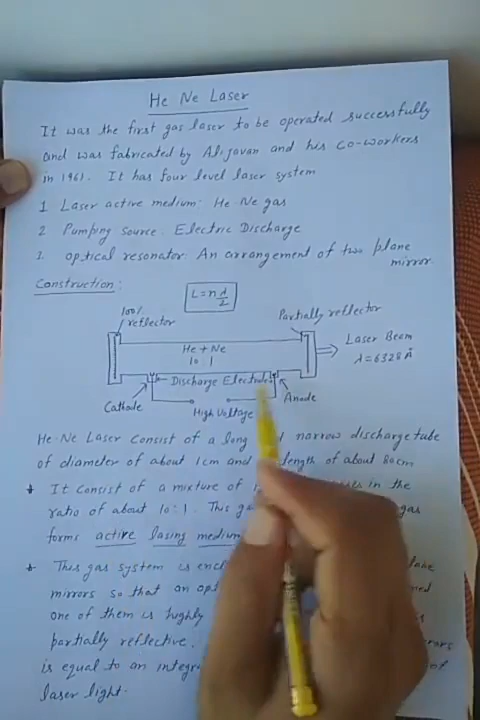 He Ne Laser
It was the first gas laser to be operated successfully
and was fabricated by Ali Javan and his co-workers
in 1961. It has four level laser system
1 Laser active medium: He-Ne gas
2 Pumping source: Electric Discharge
3. optical resonator: An arrangement of two plane
mirror.
Construction:
L = n λ/2
100%
reflector
Partially reflector
He + Ne
10 : 1
Laser Beam
λ = 6328 Å
Discharge Electrodes
Cathode
High Voltage
Anode
He-Ne Laser consist of a long and narrow discharge tube
of diameter of about 1cm and length of about 80cm
It consist of a mixture of in the
ratio of about 10:1. This gas
forms active lasing medium
This gas system is
mirrors so that an
one of them is highly
partially reflective.
is equal to an of
laser light.